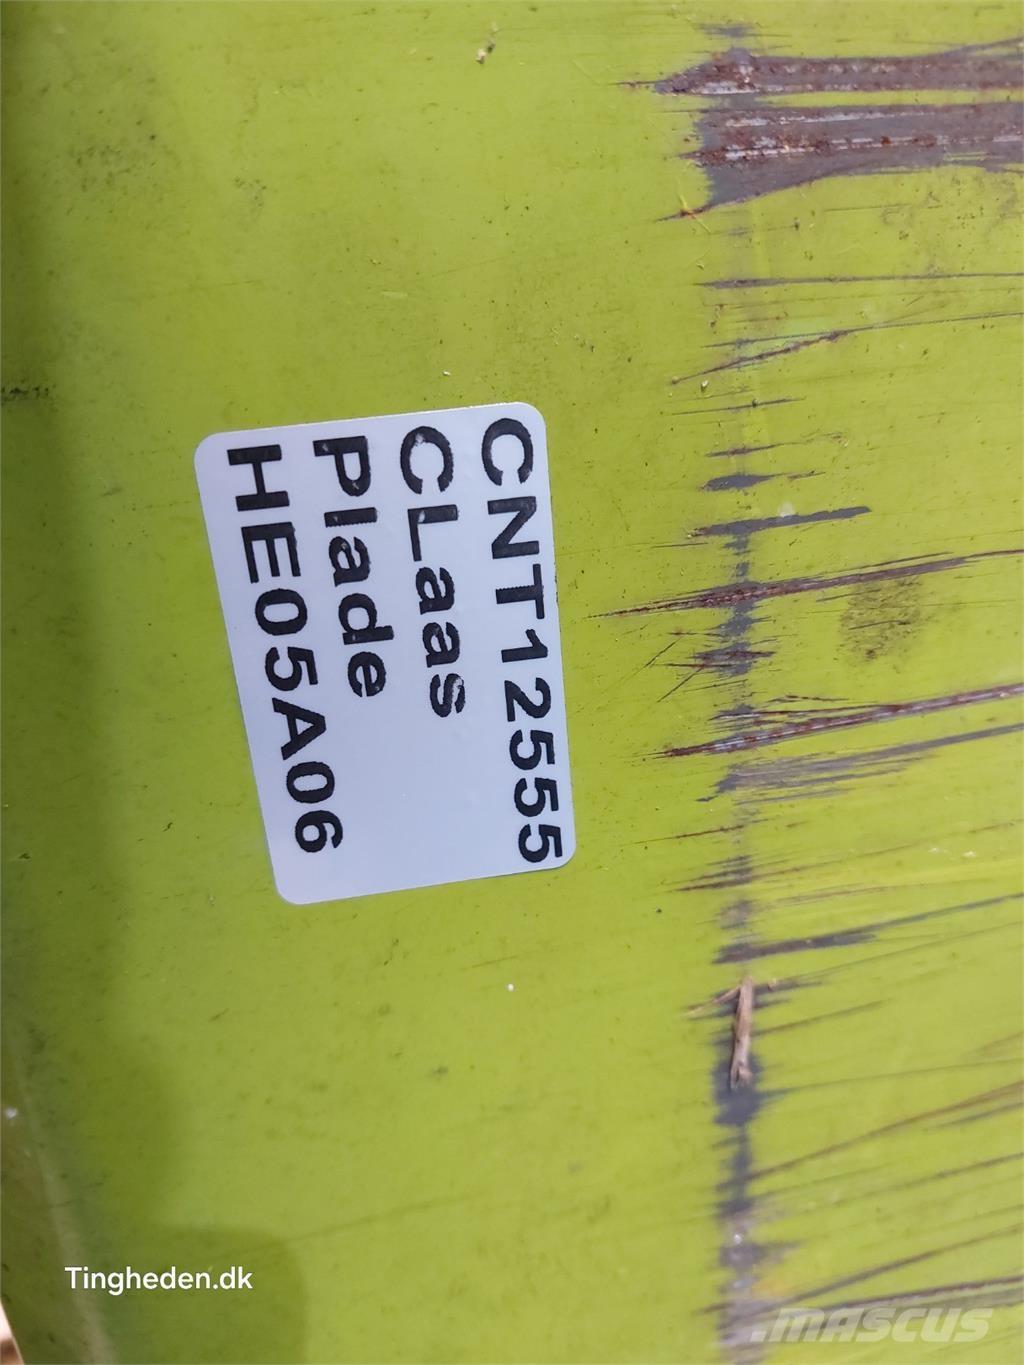 CNT12555
CLaas
Plade
HE05A06
Tingheden.dk
.mascus